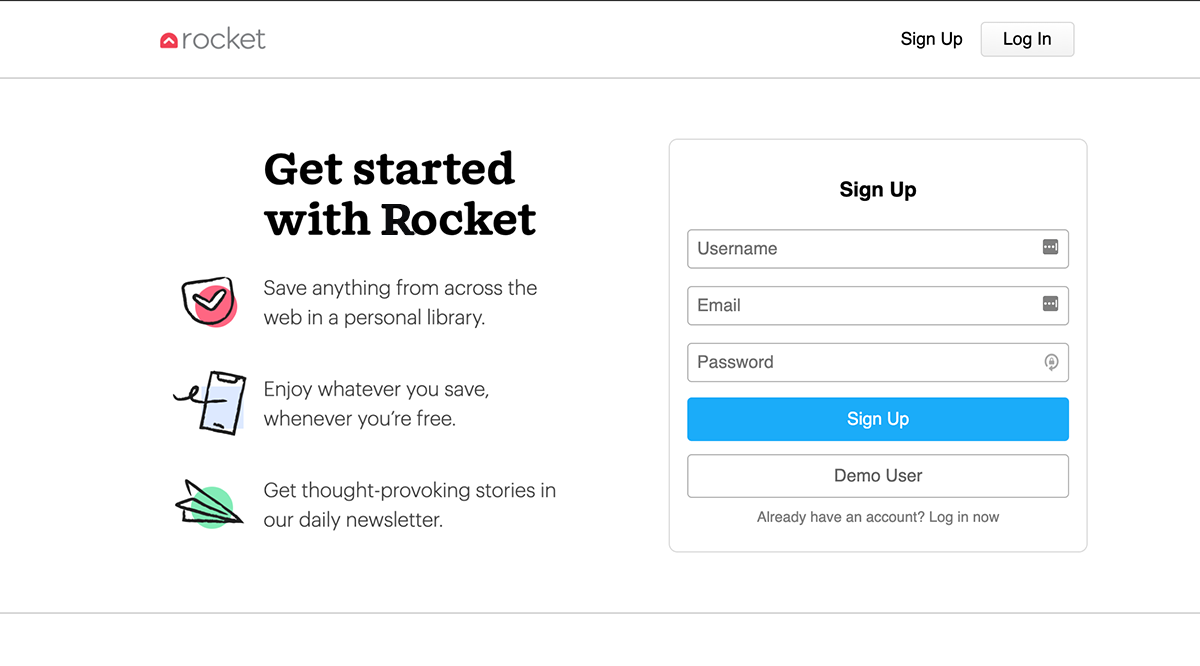 rocket
Sign Up
Log In
Get started
with Rocket
Save anything from across the
web in a personal library.
Enjoy whatever you save,
whenever you’re free.
Get thought-provoking stories in
our daily newsletter.
Sign Up
Username
Email
Password
Sign Up
Demo User
Already have an account? Log in now